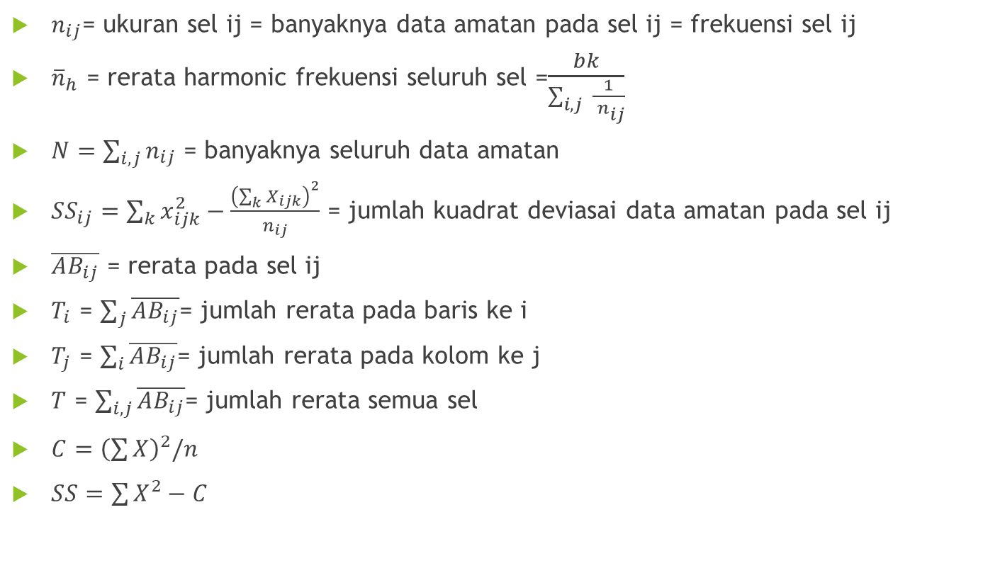 ▶ n_{ij}= ukuran sel ij = banyaknya data amatan pada sel ij = frekuensi sel ij
▶ \bar{n}_h = rerata harmonic frekuensi seluruh sel =\frac{bk}{\sum_{i,j} \frac{1}{n_{ij}}}
▶ N = \sum_{i,j} n_{ij} = banyaknya seluruh data amatan
▶ SS_{ij} = \sum_k x_{ijk}^2 − \frac{(\sum_k X_{ijk})^2}{n_{ij}} = jumlah kuadrat deviasai data amatan pada sel ij
▶ \overline{AB_{ij}} = rerata pada sel ij
▶ T_i = \sum_j \overline{AB_{ij}}= jumlah rerata pada baris ke i
▶ T_j = \sum_i \overline{AB_{ij}}= jumlah rerata pada kolom ke j
▶ T = \sum_{i,j} \overline{AB_{ij}}= jumlah rerata semua sel
▶ C = (\sum X)^2/n
▶ SS = \sum X^2 − C